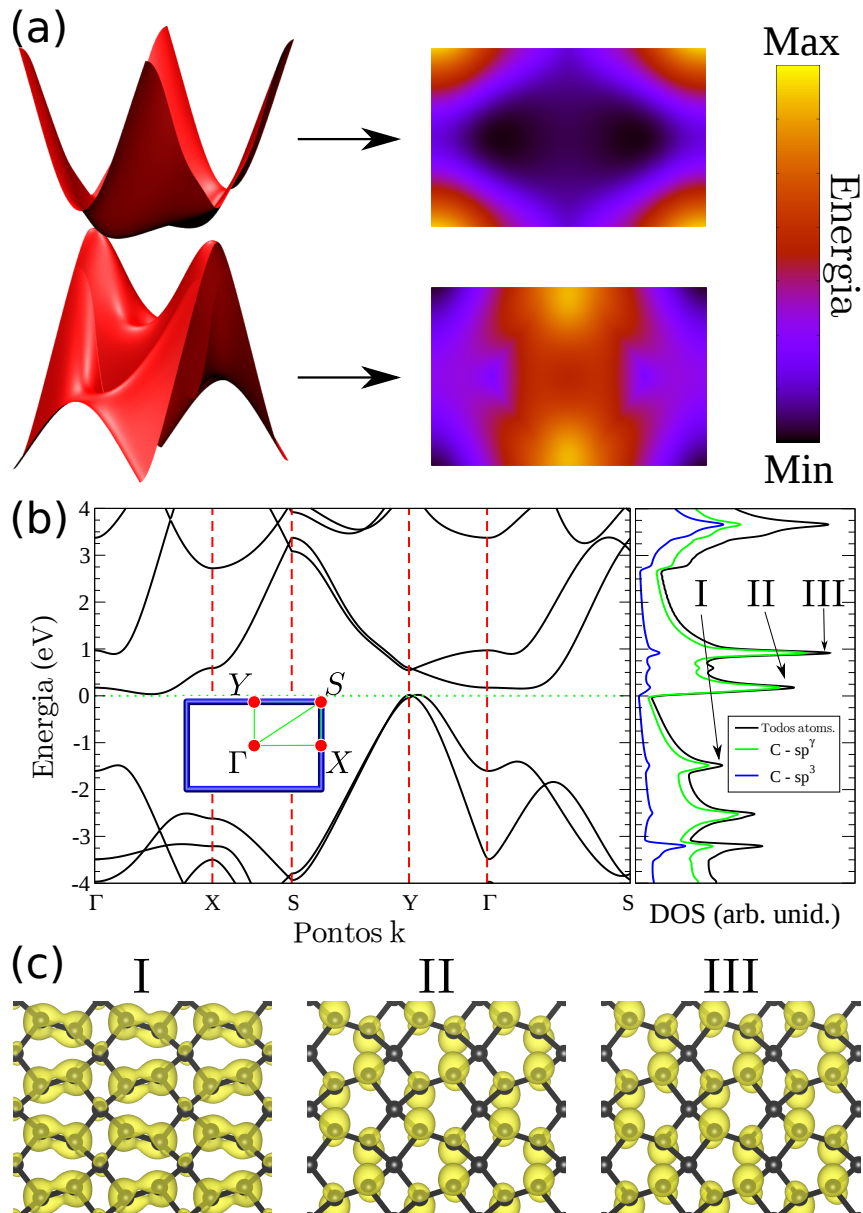 (a)
Max
Energia
Min
(b)
4
3
2
1
0
-1
-2
-3
-4
Energia (eV)
Γ
X
S
Y
Γ
S
Pontos k
Y
S
Γ
X
I
II
III
Todos atoms.
C - sp^γ
C - sp^3
DOS (arb. unid.)
(c)
I
II
III